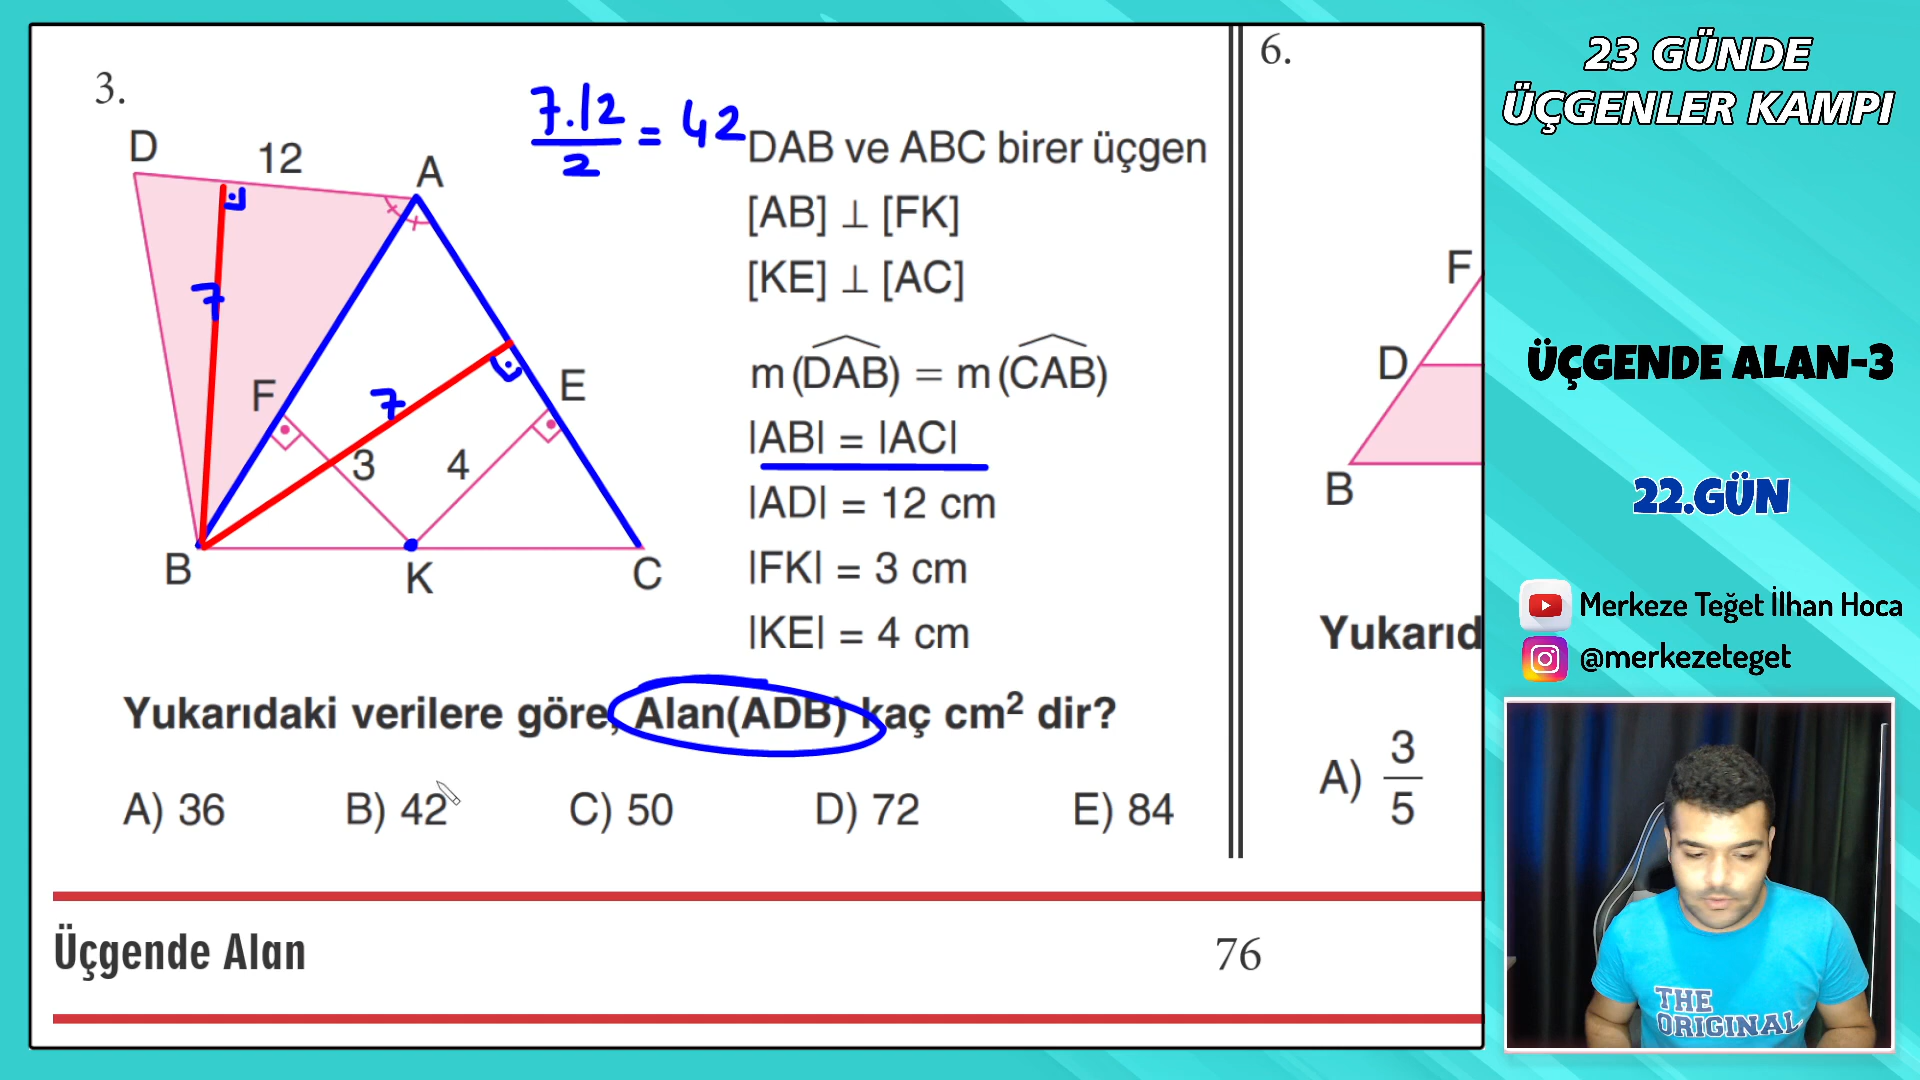 3.
7.12
2
= 42
D
12
A
7
F
7
E
3
4
B
K
C
DAB ve ABC birer üçgen
[AB] ⊥ [FK]
[KE] ⊥ [AC]
m(DAB) = m(CAB)
|AB| = |AC|
|AD| = 12 cm
|FK| = 3 cm
|KE| = 4 cm
Yukarıdaki verilere göre, Alan(ADB) kaç cm² dir?
A) 36 B) 42 C) 50 D) 72 E) 84
Üçgende Alan
76
6.
F
D
B
Yukarıd
A) 3/5
23 GÜNDE
ÜÇGENLER KAMPI
ÜÇGENDE ALAN-3
22.GÜN
Merkeze Teğet İlhan Hoca
@merkezeteget
THE
ORIGINAL